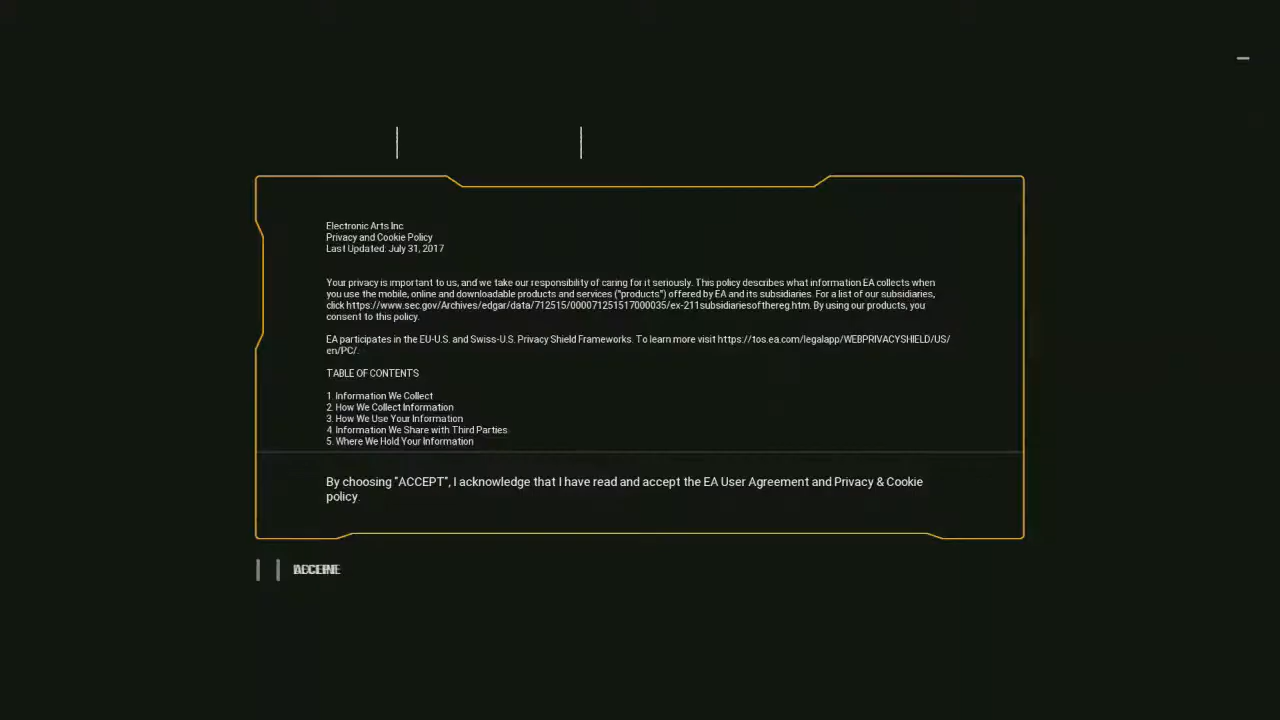 Electronic Arts Inc
Privacy and Cookie Policy
Last Updated: July 31, 2017
Your privacy is important to us, and we take our responsibility of caring for it seriously. This policy describes what information EA collects when
you use the mobile, online and downloadable products and services ("products") offered by EA and its subsidiaries. For a list of our subsidiaries,
click https://www.sec.gov/Archives/edgar/data/712515/000071251517000035/ex-211subsidiariesofthereg.htm. By using our products, you
consent to this policy.
EA participates in the EU-U.S. and Swiss-U.S. Privacy Shield Frameworks. To learn more visit https://tos.ea.com/legalapp/WEBPRIVACYSHIELD/US/
en/PC/.
TABLE OF CONTENTS
1. Information We Collect
2. How We Collect Information
3. How We Use Your Information
4. Information We Share with Third Parties
5. Where We Hold Your Information
By choosing "ACCEPT", I acknowledge that I have read and accept the EA User Agreement and Privacy & Cookie
policy.